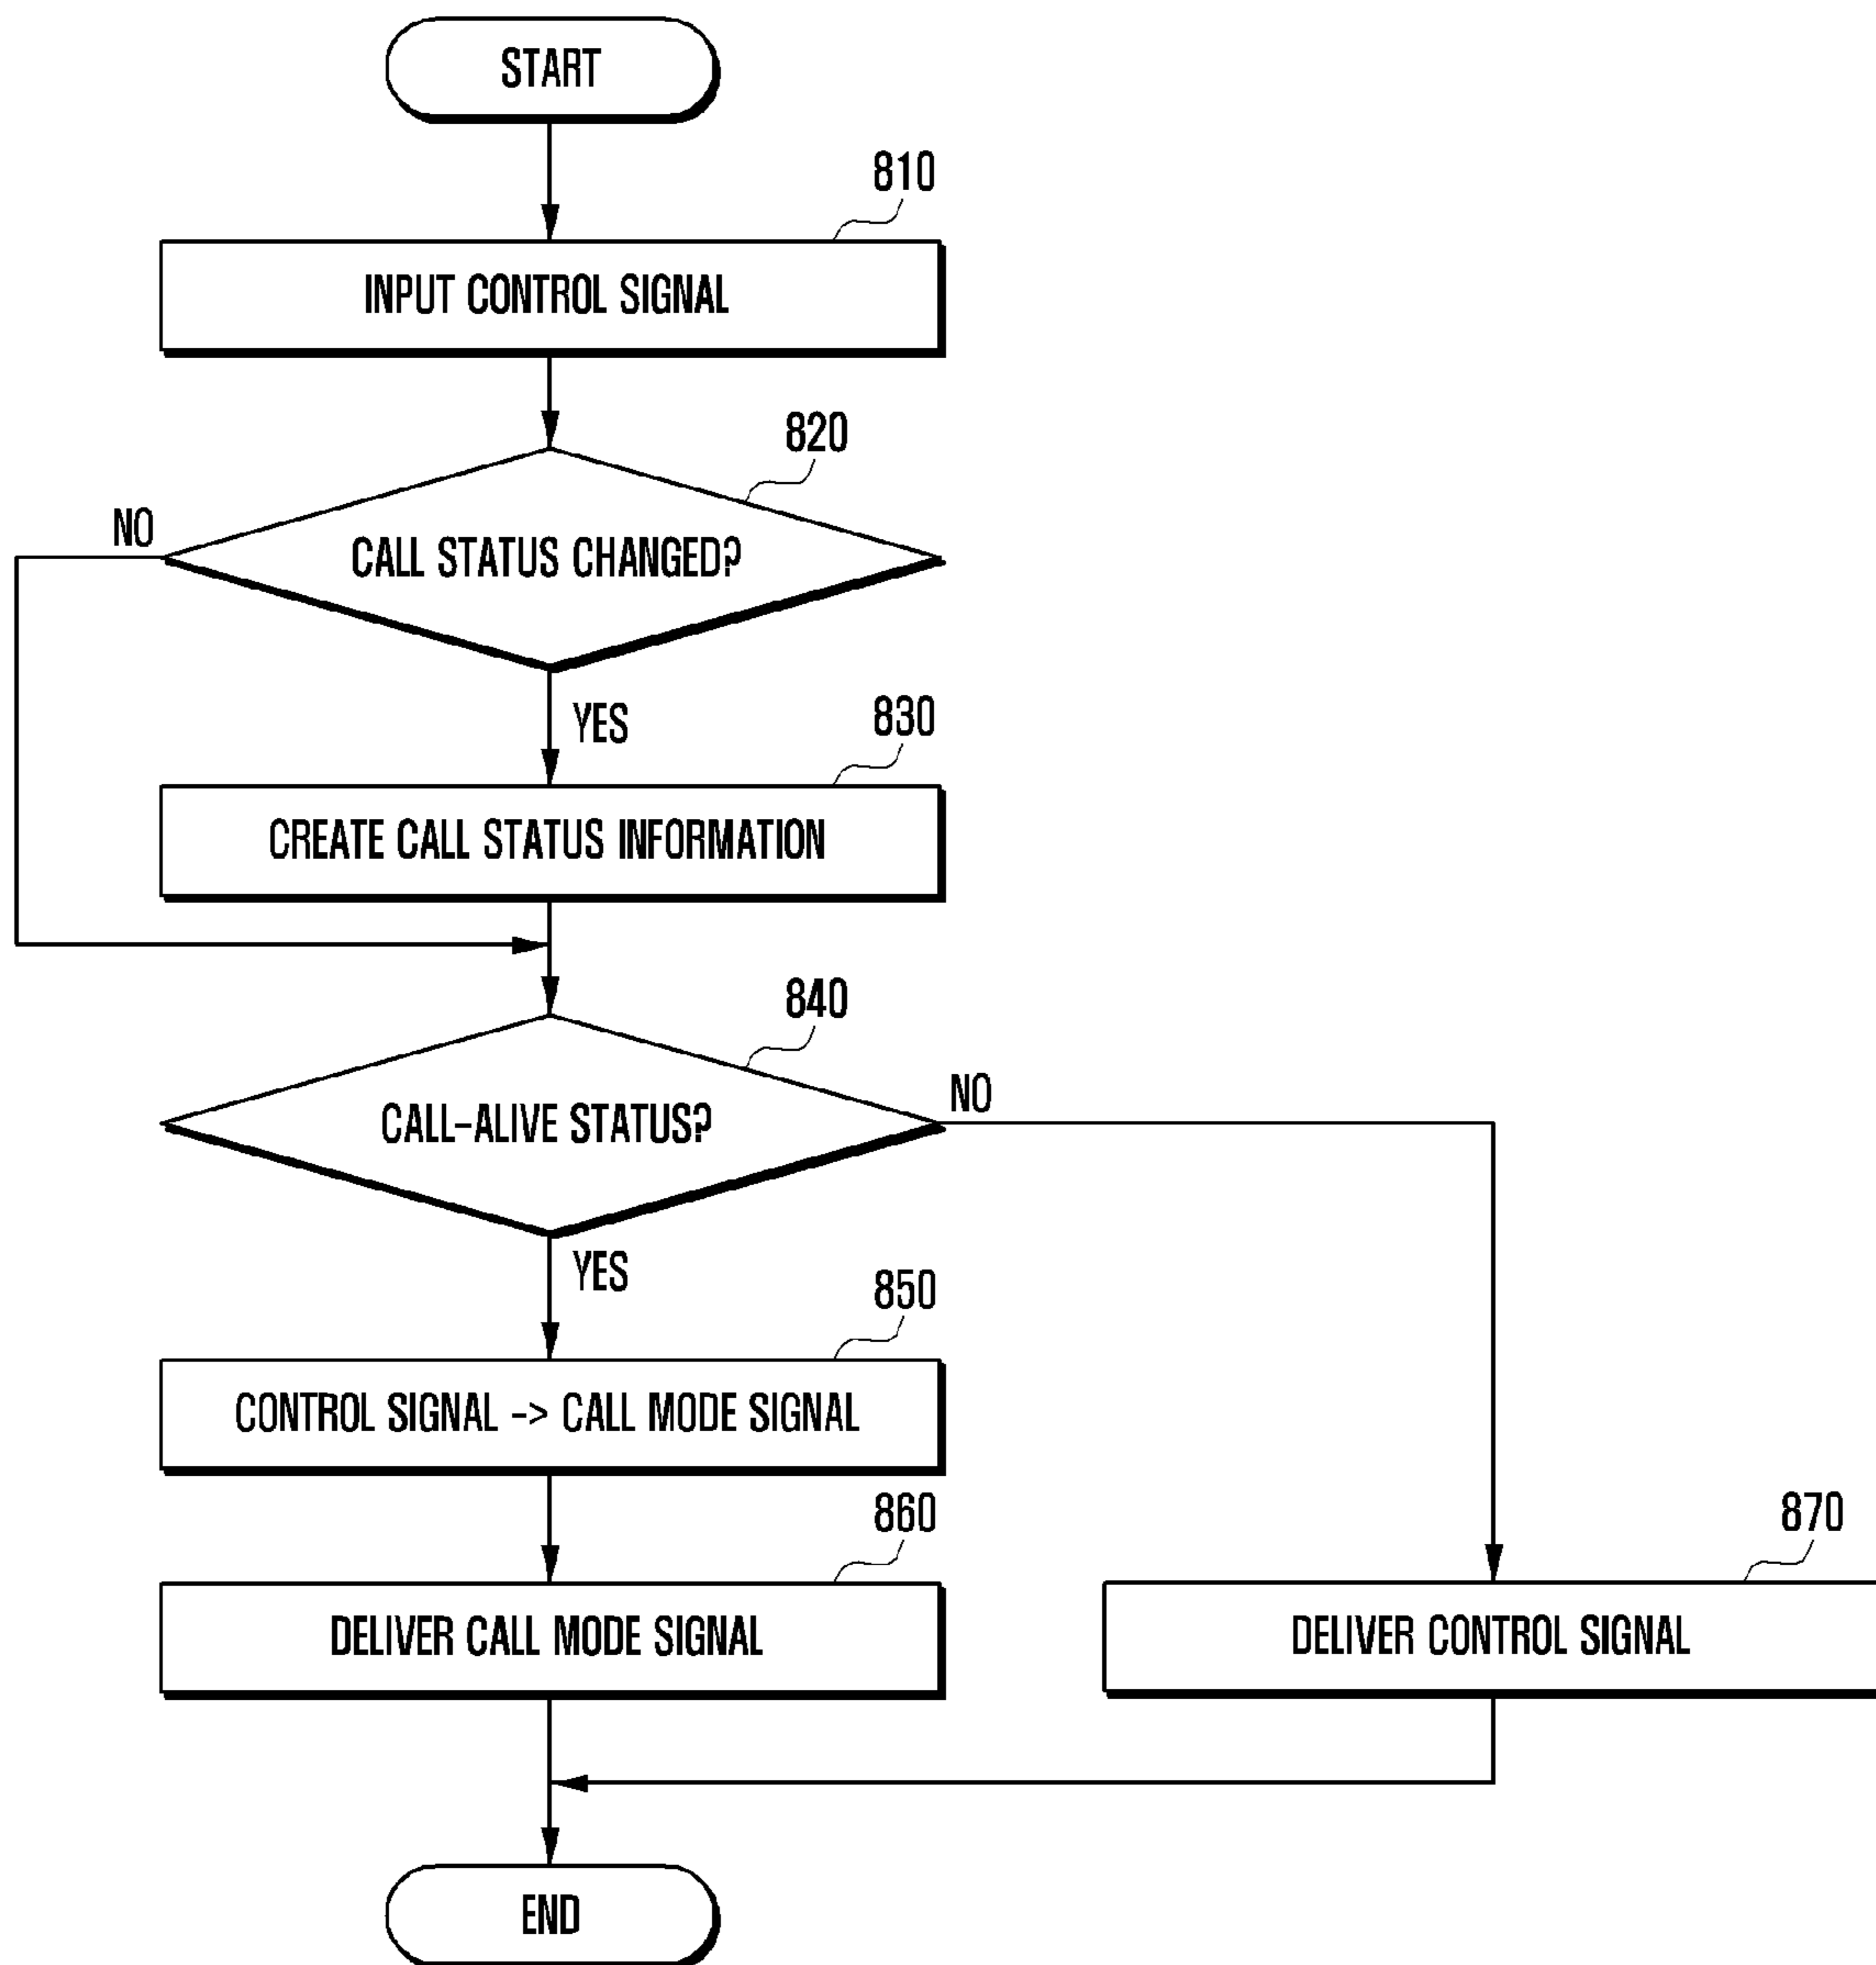 START
810
INPUT CONTROL SIGNAL
820
NO
CALL STATUS CHANGED?
YES
830
CREATE CALL STATUS INFORMATION
840
NO
CALL-ALIVE STATUS?
YES
850
CONTROL SIGNAL -> CALL MODE SIGNAL
860
870
DELIVER CALL MODE SIGNAL
DELIVER CONTROL SIGNAL
END